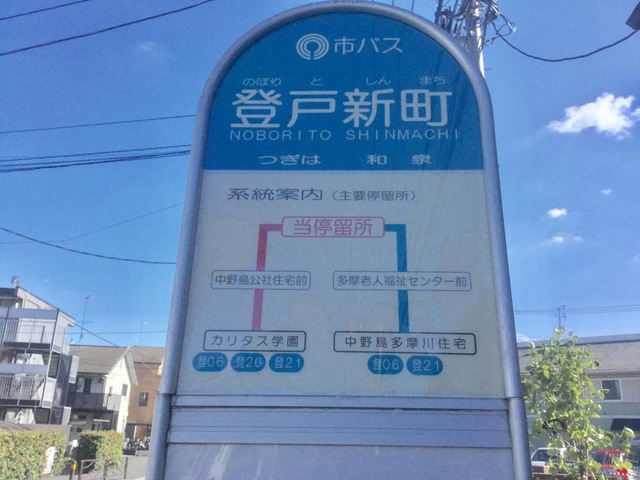 市バス
のぼり と しん まち
登戸新町
NOBORITO SHINMACHI
つぎは 和泉
系統案内（主要停留所）
当停留所
中野島公社住宅前 多摩老人福祉センター前
カリタス学園 中野島多摩川住宅
登06 登20 登21 登06 登21